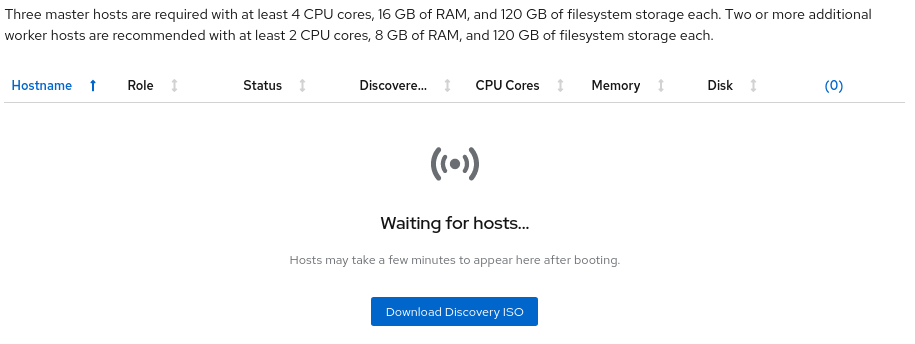 Three master hosts are required with at least 4 CPU cores, 16 GB of RAM, and 120 GB of filesystem storage each. Two or more additional
worker hosts are recommended with at least 2 CPU cores, 8 GB of RAM, and 120 GB of filesystem storage each.
Hostname Role Status Discovere... CPU Cores Memory Disk (0)
Waiting for hosts...
Hosts may take a few minutes to appear here after booting.
Download Discovery ISO